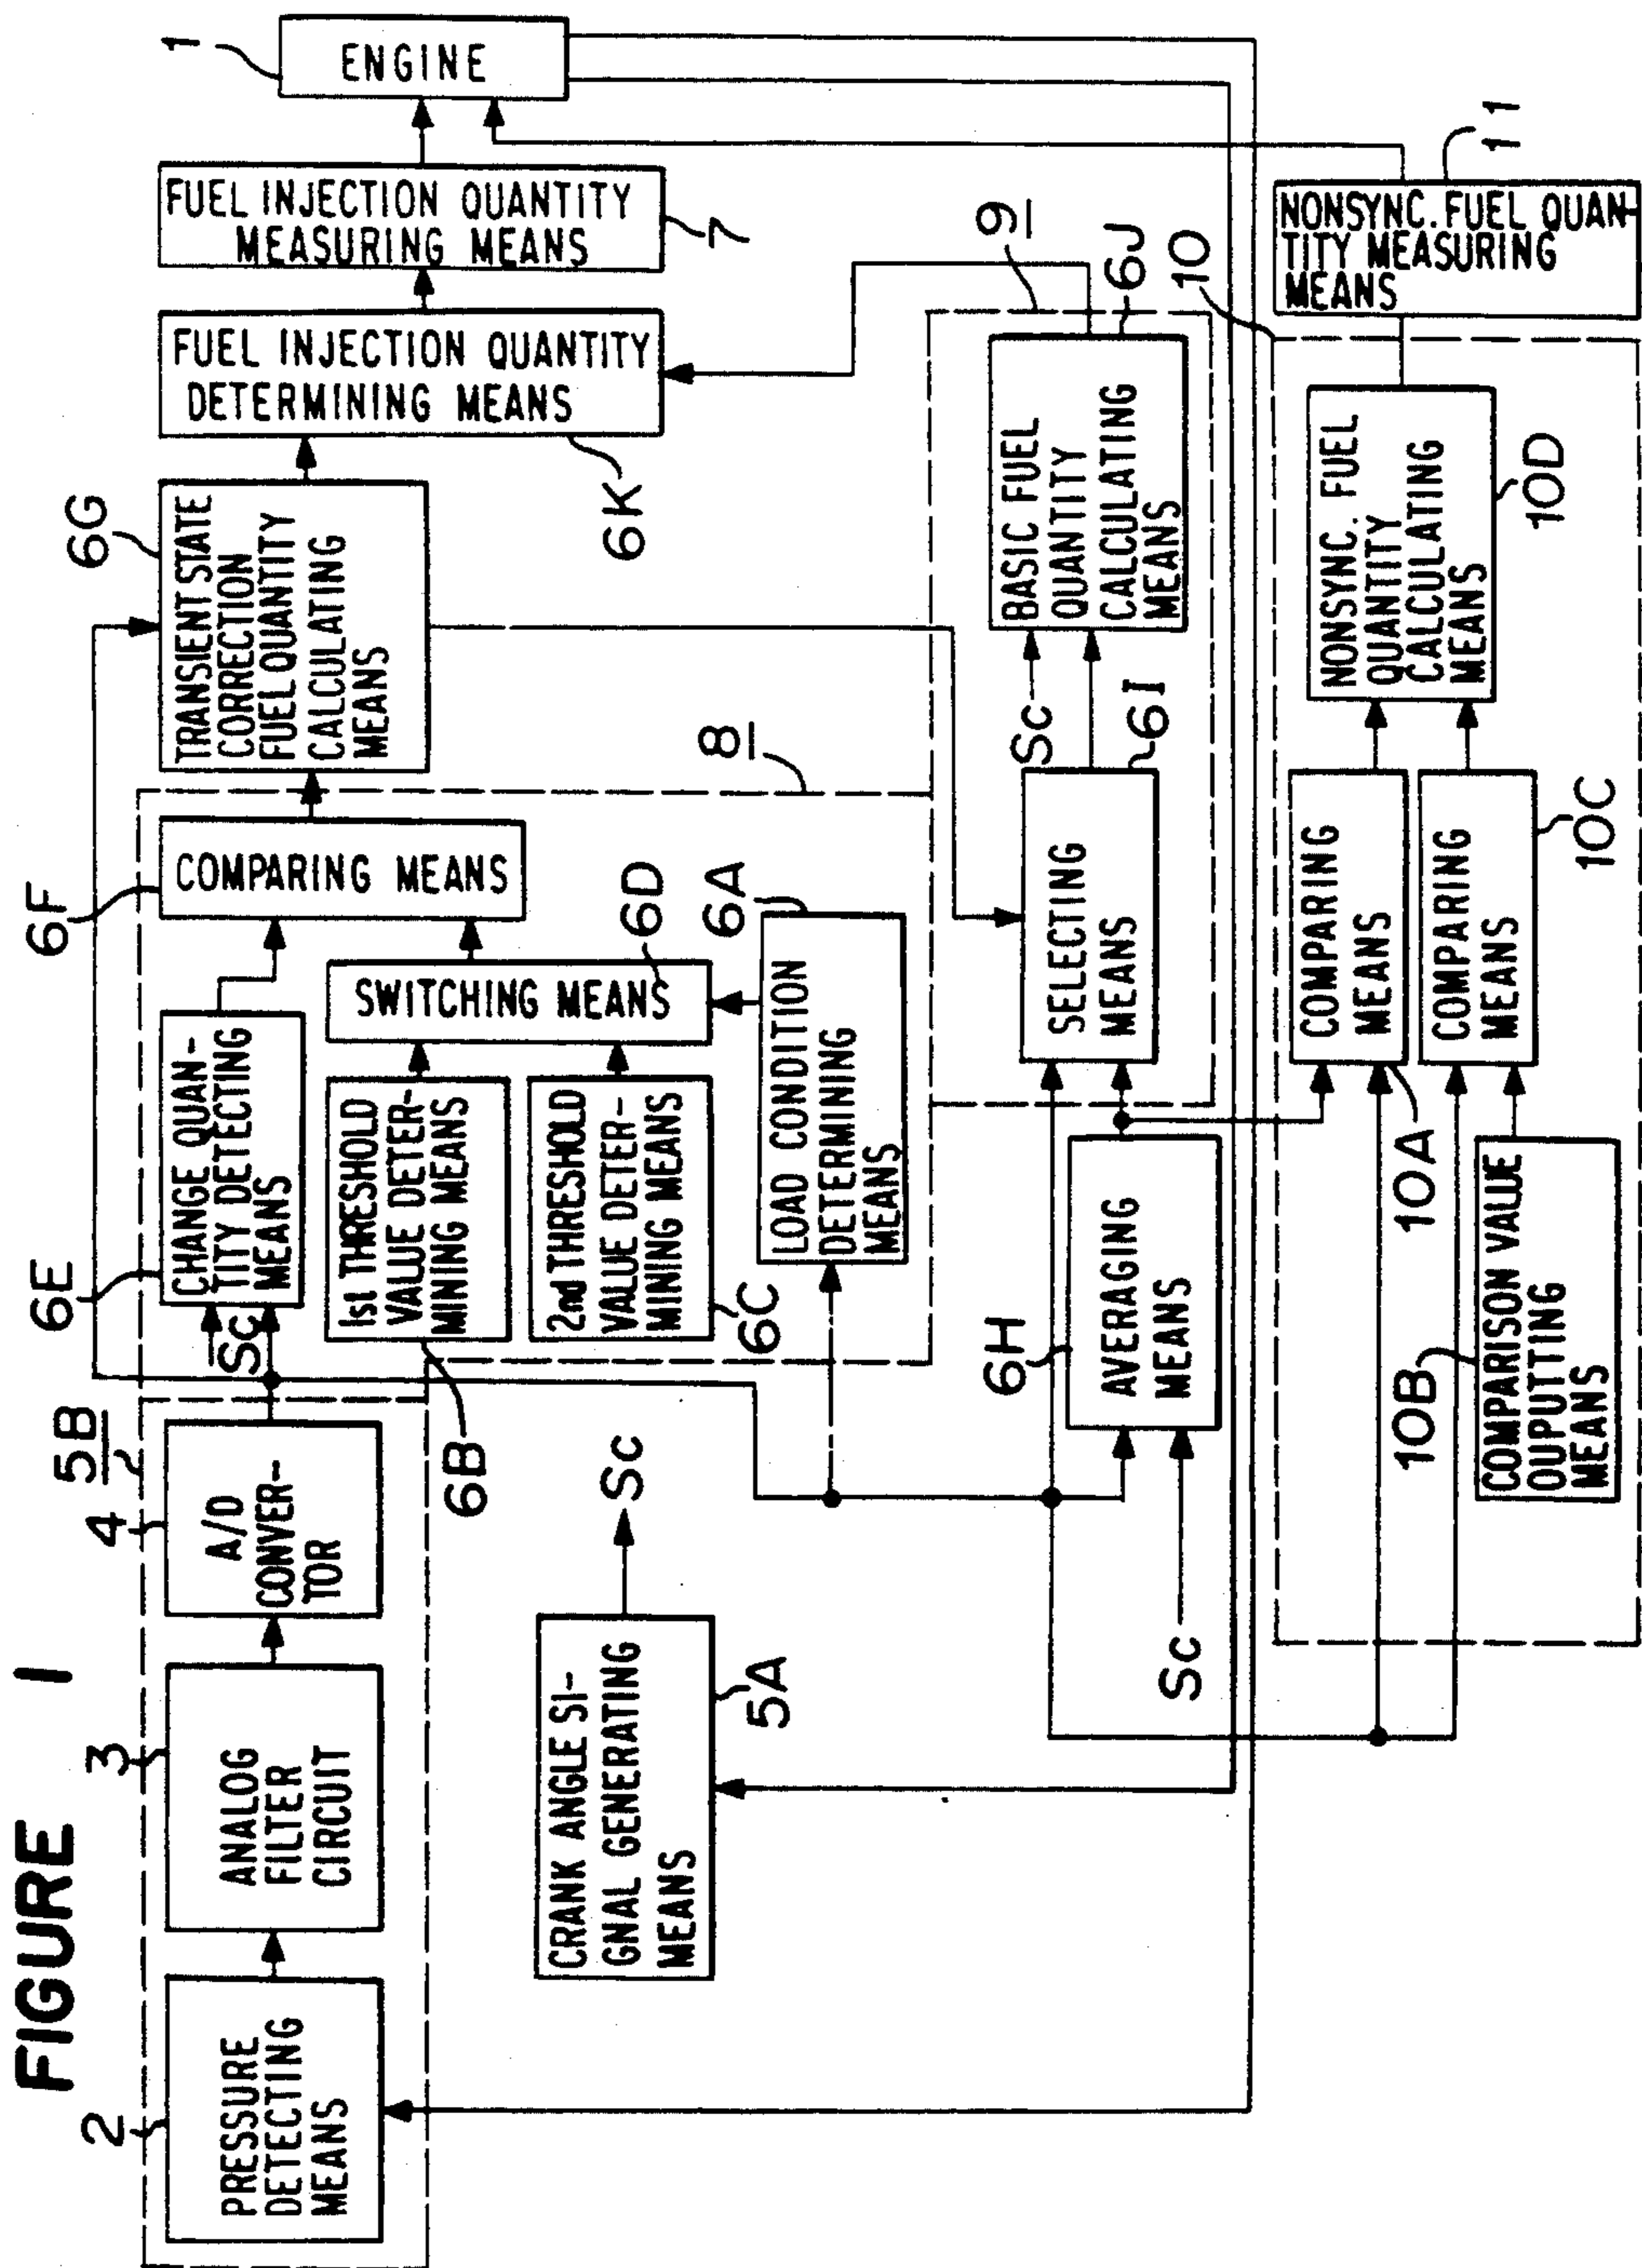 FIGURE 1
2
PRESSURE
DETECTING
MEANS
3
ANALOG
FILTER
CIRCUIT
4
A/D
CONVER-
TOR
5B
CRANK ANGLE SI-
GNAL GENERATING
MEANS
5A
Sc
6E
CHANGE QUAN-
TITY DETECTING
MEANS
Sc
1st THRESHOLD
VALUE DETER-
MINING MEANS
6B
2nd THRESHOLD
VALUE DETER-
MINING MEANS
6C
6F
COMPARING MEANS
SWITCHING MEANS
6D
LOAD CONDITION
DETERMINING
MEANS
6A
8
6G
TRANSIENT STATE
CORRECTION
FUEL QUANTITY
CALCULATING
MEANS
FUEL INJECTION QUANTITY
DETERMINING MEANS
6K
FUEL INJECTION QUANTITY
MEASURING MEANS
7
1
ENGINE
6H
AVERAGING
MEANS
Sc
SELECTING
MEANS
6I
Sc
BASIC FUEL
QUANTITY
CALCULATING
MEANS
6J
9
10
COMPARING
MEANS
10A
10B
COMPARISON VALUE
OUPUTTING
MEANS
COMPARING
MEANS
10C
NONSYNC. FUEL
QUANTITY
CALCULATING
MEANS
10D
NONSYNC. FUEL QUAN-
TITY MEASURING
MEANS
11